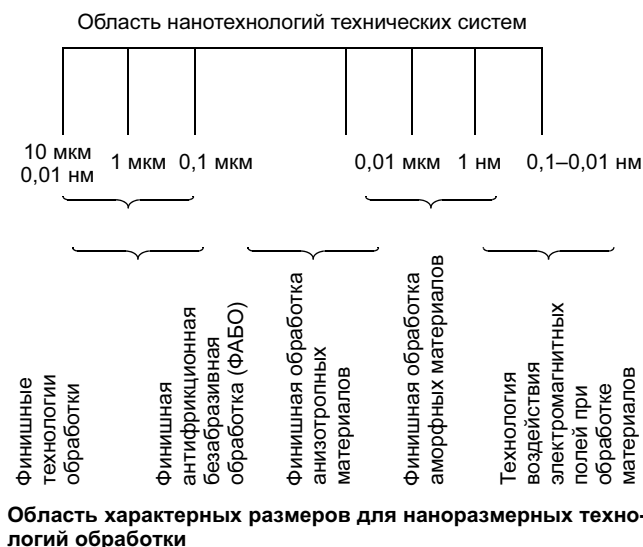 Область нанотехнологий технических систем
10 мкм
0,01 нм
1 мкм
0,1 мкм
0,01 мкм
1 нм
0,1–0,01 нм
Финишные
технологии
обработки
Финишная
антифрикционная
безабразивная
обработка (ФАБО)
Финишная обработка
анизотропных
материалов
Финишная обработка
аморфных материалов
Технология
воздействия
электромагнитных
полей при
обработке
материалов
Область характерных размеров для наноразмерных техно-
логий обработки